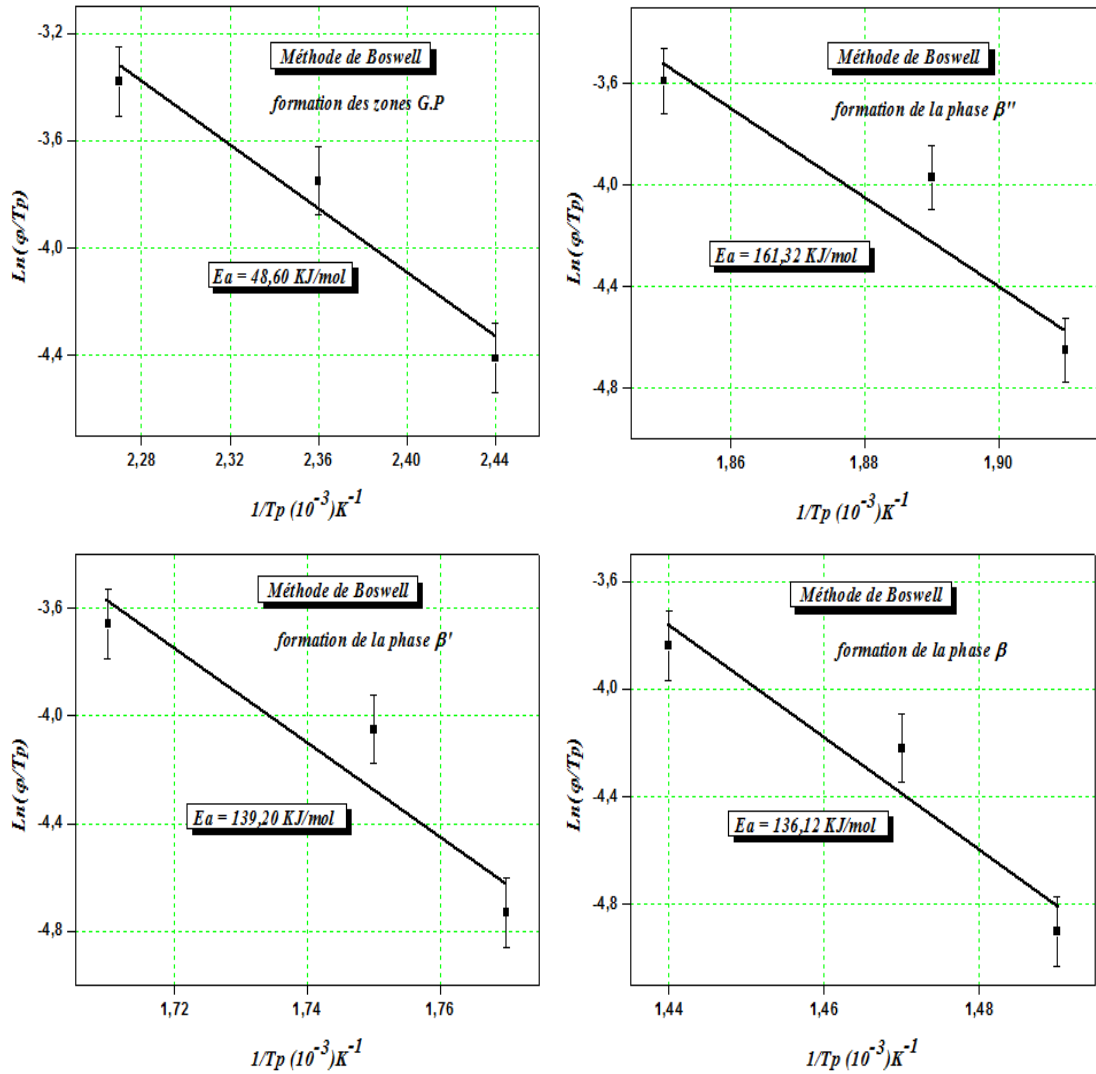 Méthode de Boswell
formation des zones G.P
Ea = 48,60 KJ/mol
Ln(φ/Tp)
-3,2
-3,6
-4,0
-4,4
2,28 2,32 2,36 2,40 2,44
1/Tp (10⁻³)K⁻¹
Méthode de Boswell
formation de la phase β''
Ea = 161,32 KJ/mol
Ln(φ/Tp)
-3,6
-4,0
-4,4
-4,8
1,86 1,88 1,90
1/Tp (10⁻³)K⁻¹
Méthode de Boswell
formation de la phase β'
Ea = 139,20 KJ/mol
Ln(φ/Tp)
-3,6
-4,0
-4,4
-4,8
1,72 1,74 1,76
1/Tp (10⁻³)K⁻¹
Méthode de Boswell
formation de la phase β
Ea = 136,12 KJ/mol
Ln(φ/Tp)
-3,6
-4,0
-4,4
-4,8
1,44 1,46 1,48
1/Tp (10⁻³)K⁻¹